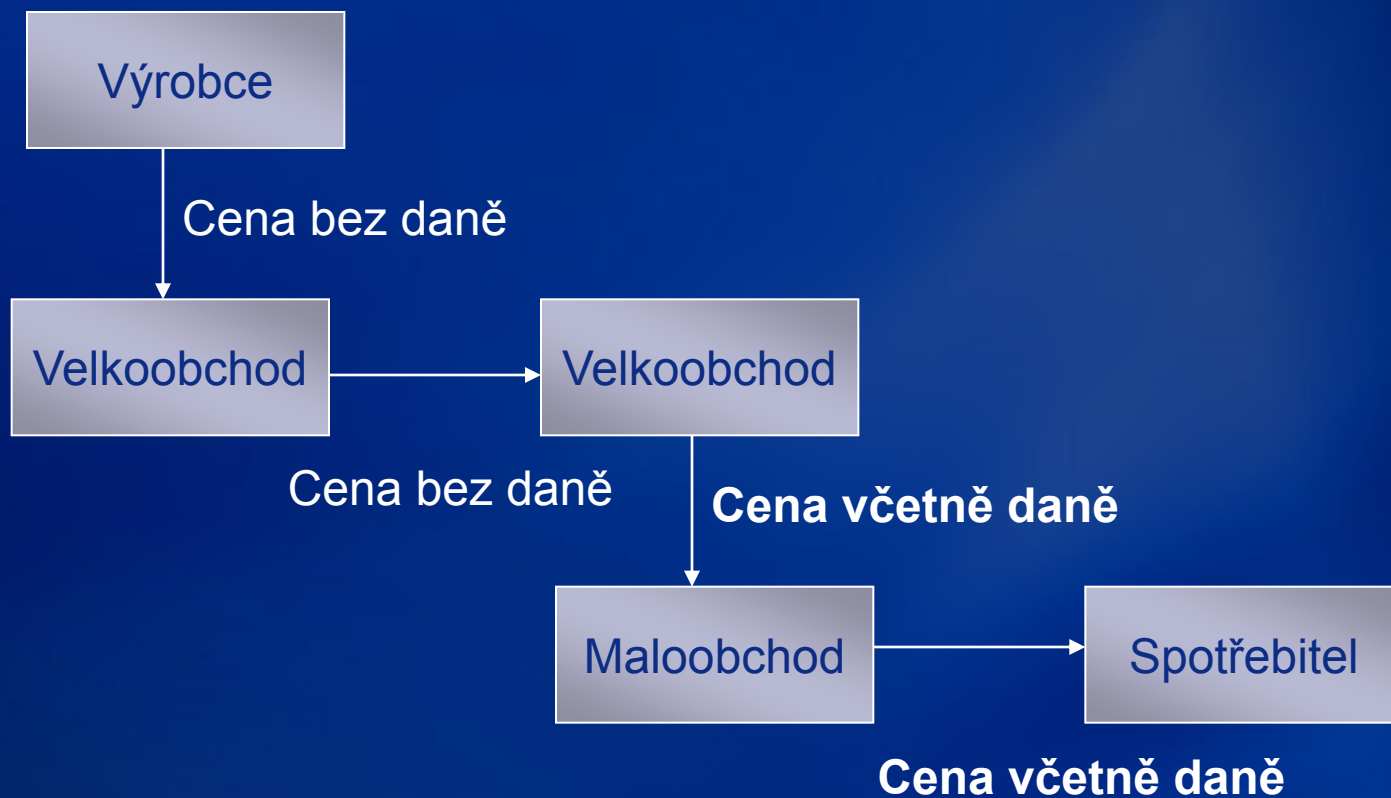 Výrobce
Cena bez daně
Velkoobchod
Velkoobchod
Cena bez daně
Cena včetně daně
Maloobchod
Spotřebitel
Cena včetně daně